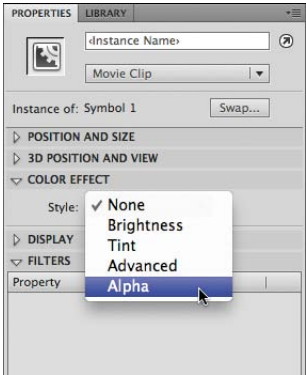 PROPERTIES LIBRARY
<Instance Name>
Movie Clip
Instance of: Symbol 1 Swap...
POSITION AND SIZE
3D POSITION AND VIEW
COLOR EFFECT
Style: ✓ None
Brightness
Tint
DISPLAY
Advanced
FILTERS
Alpha
Property